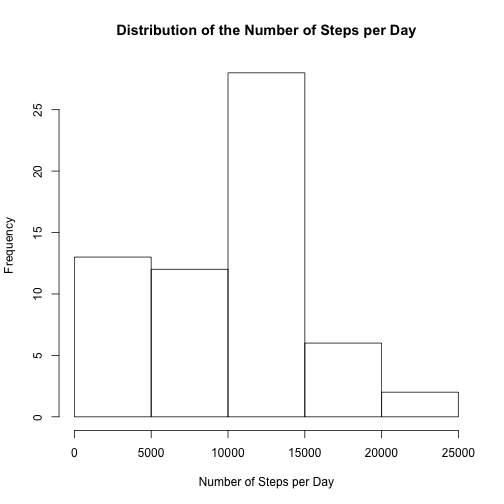 Distribution of the Number of Steps per Day
Frequency
25
20
15
10
5
0
0 5000 10000 15000 20000 25000
Number of Steps per Day